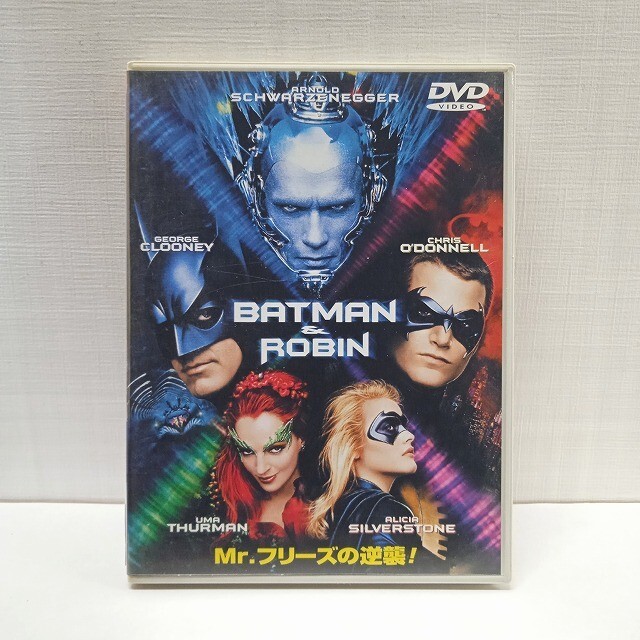 ARNOLD
SCHWARZENEGGER
DVD
VIDEO
GEORGE
CLOONEY
CHRIS
O'DONNELL
BATMAN
&
ROBIN
UMA
THURMAN
ALICIA
SILVERSTONE
Mr.フリーズの逆襲!